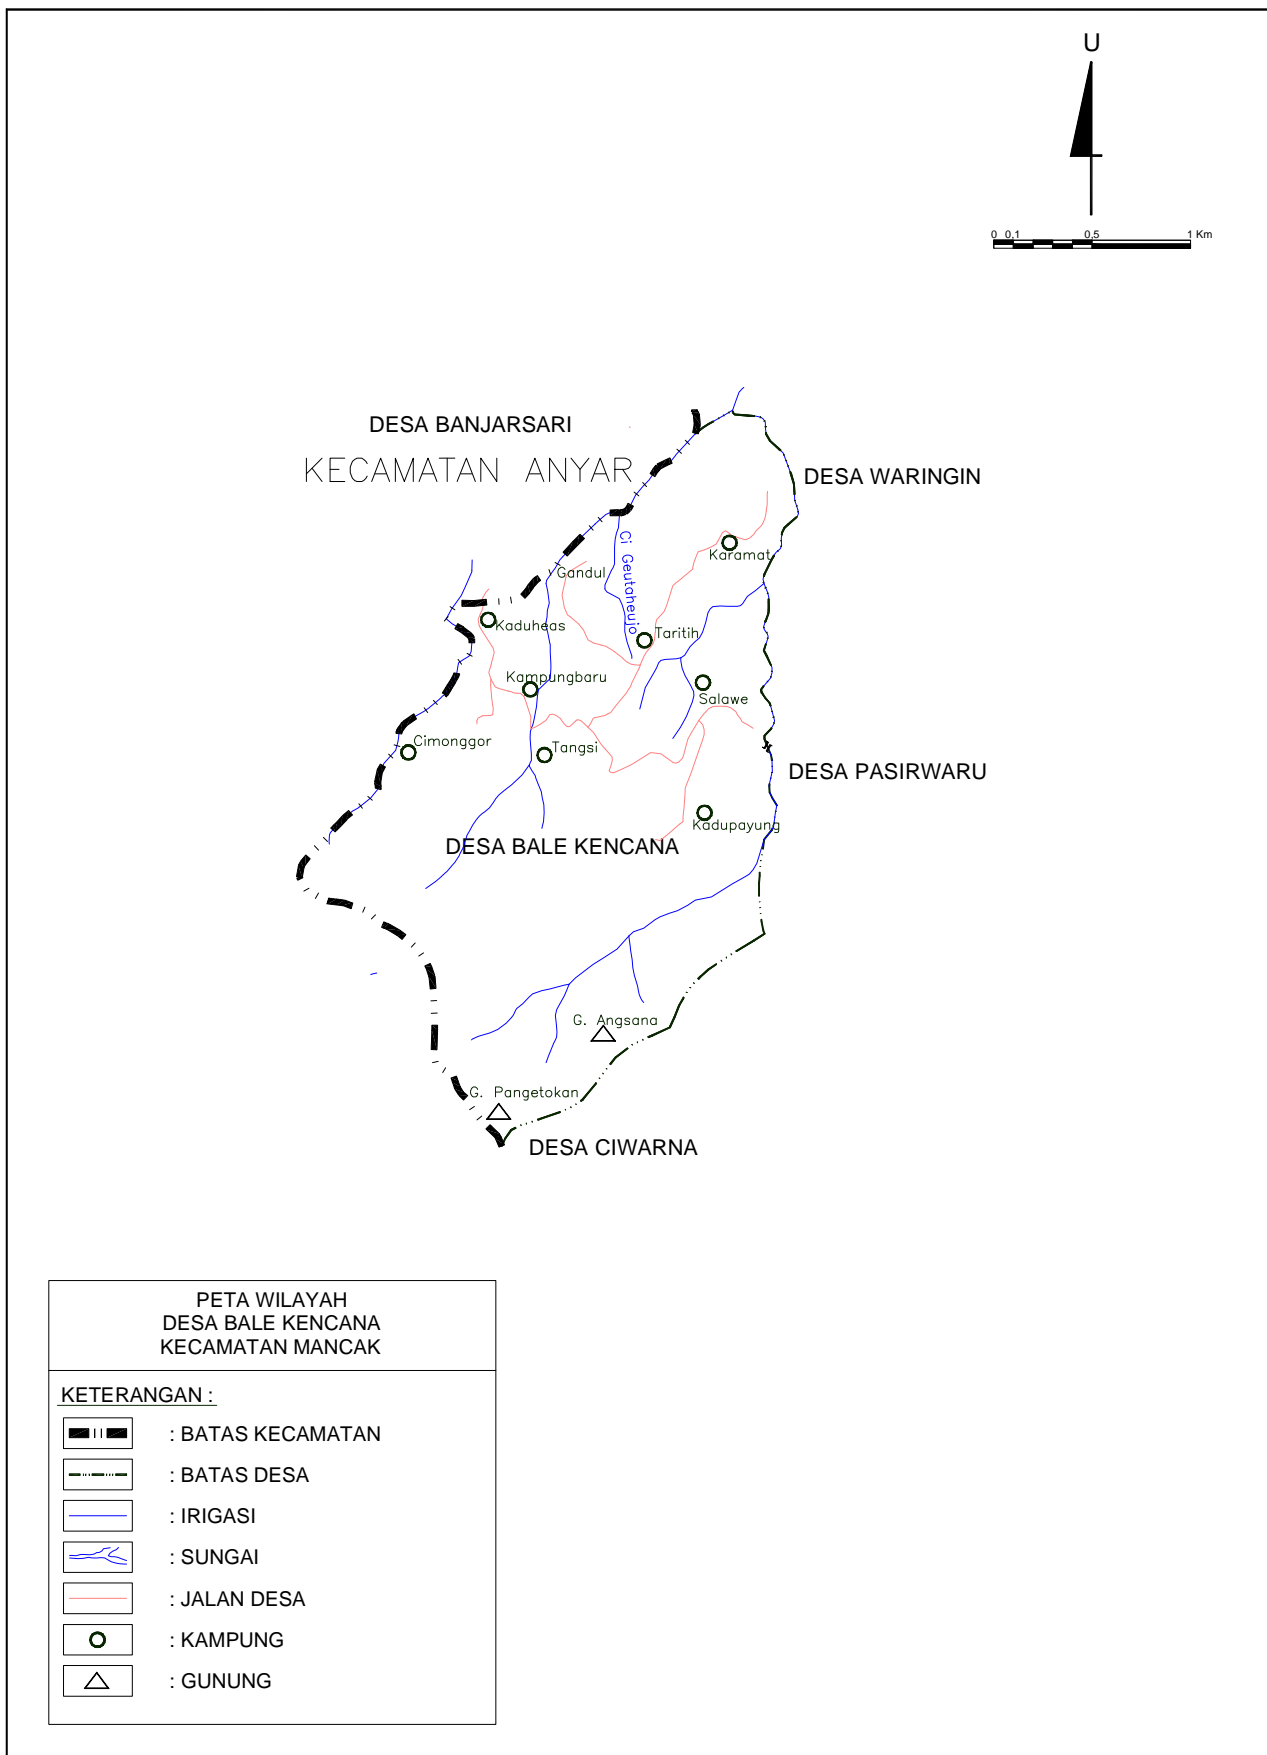 U
0 0,1 0,5 1 Km
DESA BANJARSARI
KECAMATAN ANYAR
DESA WARINGIN
Karamat
Ci Geutaheujo
Gandul
Kaduheas
Taritih
Kampungbaru
Salawe
Cimonggor
Tangsi
DESA PASIRWARU
Kadupayung
DESA BALE KENCANA
G. Angsana
G. Pangetokan
DESA CIWARNA
PETA WILAYAH
DESA BALE KENCANA
KECAMATAN MANCAK
KETERANGAN :
: BATAS KECAMATAN
: BATAS DESA
: IRIGASI
: SUNGAI
: JALAN DESA
: KAMPUNG
: GUNUNG